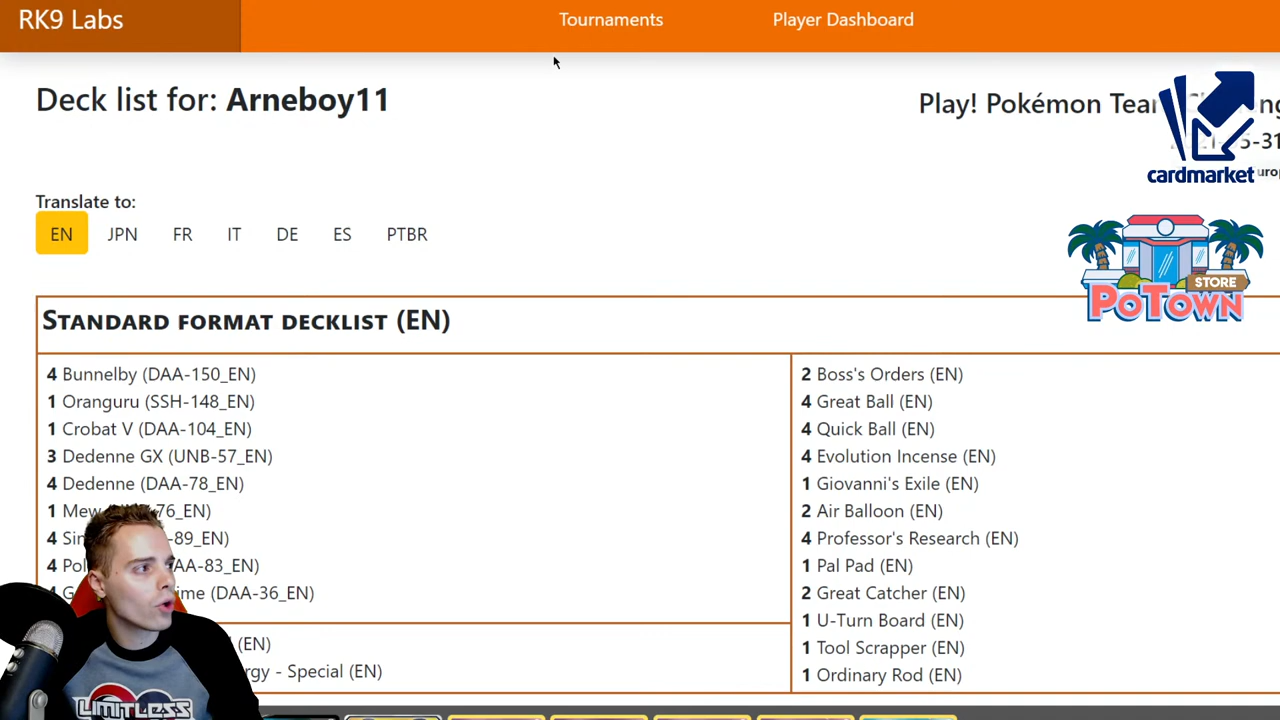 RK9 Labs
Tournaments
Player Dashboard
Deck list for: Arneboy11
Play! Pokémon
cardmarket
Translate to:
EN JPN FR IT DE ES PTBR
STORE
POTOWN
STANDARD FORMAT DECKLIST (EN)
4 Bunnelby (DAA-150_EN)
1 Oranguru (SSH-148_EN)
1 Crobat V (DAA-104_EN)
3 Dedenne GX (UNB-57_EN)
4 Dedenne (DAA-78_EN)
1 Mew 76_EN)
4 -89_EN)
4 AA-83_EN)
(DAA-36_EN)
(EN)
- Special (EN)
2 Boss's Orders (EN)
4 Great Ball (EN)
4 Quick Ball (EN)
4 Evolution Incense (EN)
1 Giovanni's Exile (EN)
2 Air Balloon (EN)
4 Professor's Research (EN)
1 Pal Pad (EN)
2 Great Catcher (EN)
1 U-Turn Board (EN)
1 Tool Scrapper (EN)
1 Ordinary Rod (EN)
LIMITLESS